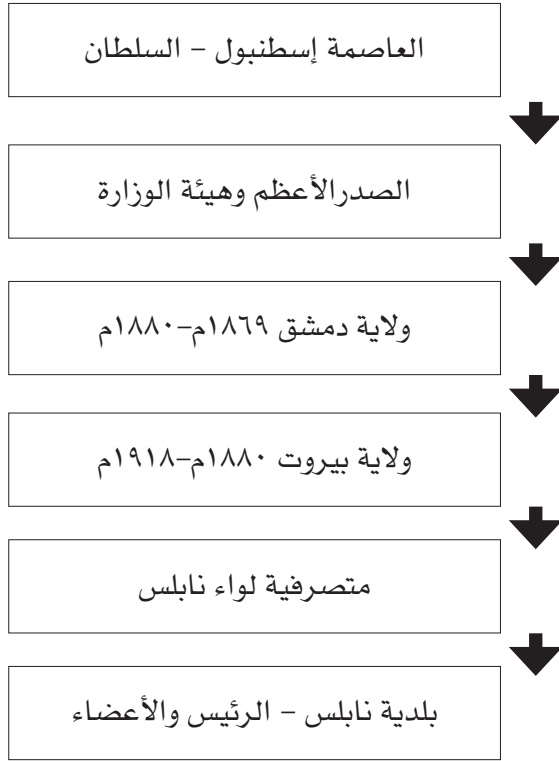 العاصمة إسطنبول – السلطان
الصدرالأعظم وهيئة الوزارة
ولاية دمشق ١٨٦٩م–١٨٨٠م
ولاية بيروت ١٨٨٠م–١٩١٨م
متصرفية لواء نابلس
بلدية نابلس – الرئيس والأعضاء